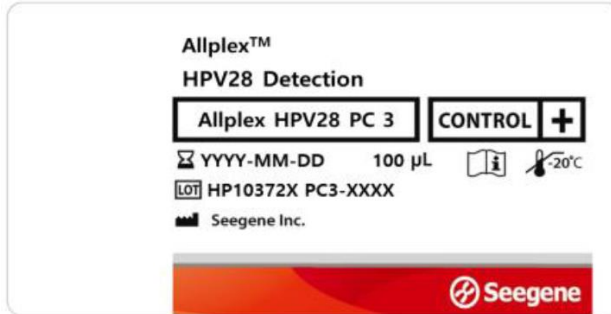 Allplex™
HPV28 Detection
Allplex HPV28 PC 3 CONTROL +
YYYY-MM-DD 100 μL -20°C
LOT HP10372X PC3-XXXX
Seegene Inc.
Seegene